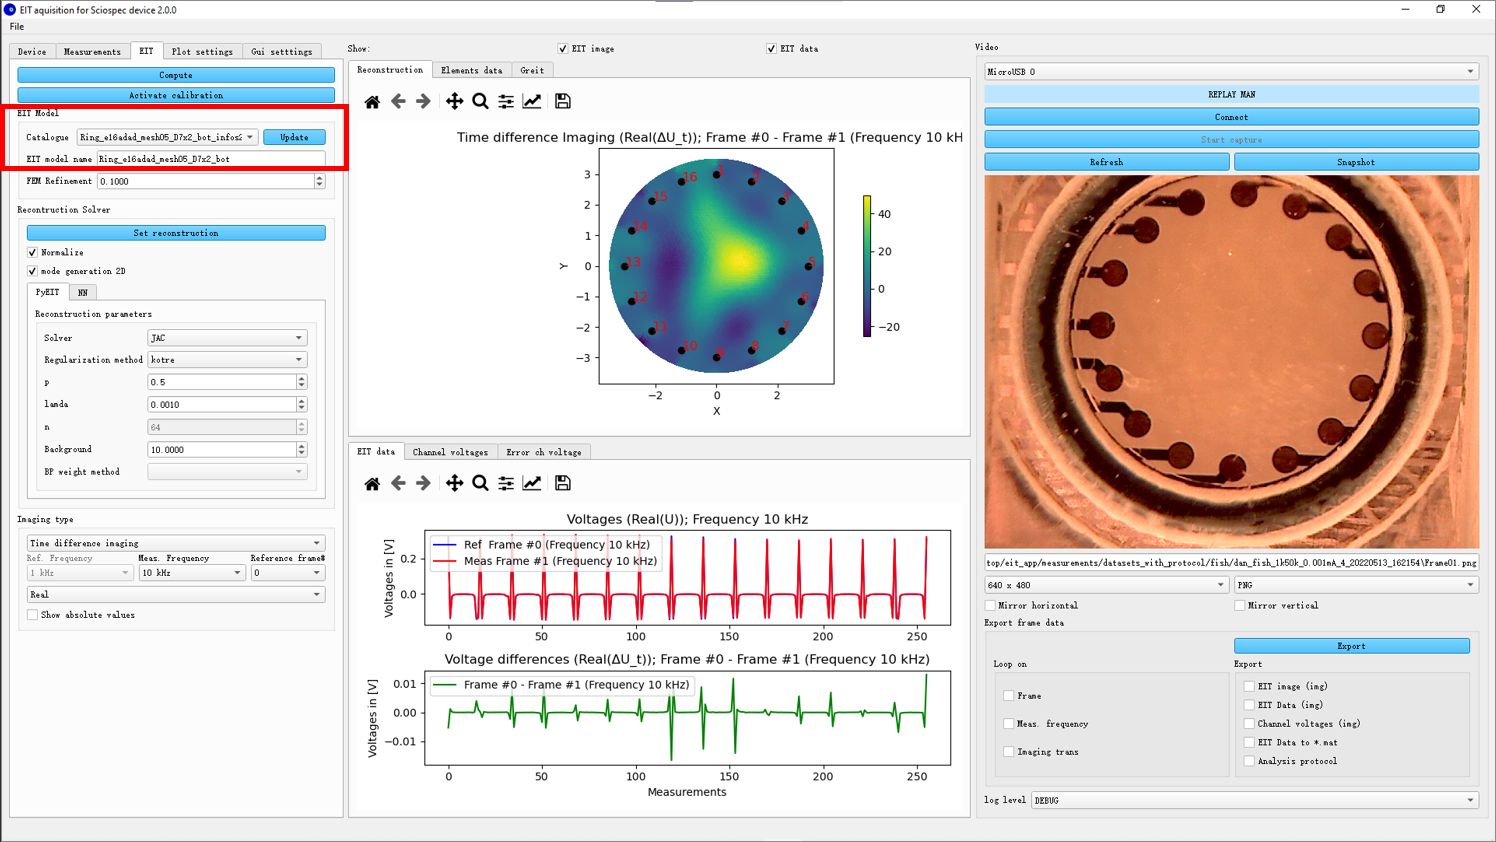 EIT aquisition for Sciospec device 2.0.0
File
Device Measurements EIT Plot settings Gui setttings
Compute
Activate calibration
EIT Model
Catalogue Ring_e16adad_mesh05_D7x2_bot_infos2 Update
EIT model name Ring_e16adad_mesh05_D7x2_bot
FEM Refinement 0.1000
Reconstruction Solver
Set reconstruction
Normalize
mode generation 2D
PyEIT NN
Reconstruction parameters
Solver JAC
Regularization method kotre
p 0.5
lamda 0.0010
n 64
Background 10.0000
BP weight method
Imaging type
Time difference imaging
Ref. Frequency Meas. Frequency Reference frame#
1 kHz 10 kHz 0
Real
Show absolute values
Show: EIT image EIT data
Reconstruction Elements data Greit
Time difference Imaging (Real(ΔU_t)); Frame #0 - Frame #1 (Frequency 10 kH
3
2
1
0
−1
−2
−3
Y
−2 0 2
X
1
2
3
4
5
6
7
8
9
10
11
12
13
14
15
16
40
20
0
−20
EIT data Channel voltages Error ch voltage
Voltages (Real(U)); Frequency 10 kHz
Ref Frame #0 (Frequency 10 kHz)
Meas Frame #1 (Frequency 10 kHz)
Voltages in [V]
0.2
0.0
0 50 100 150 200 250
Voltage differences (Real(ΔU_t)); Frame #0 - Frame #1 (Frequency 10 kHz)
Frame #0 - Frame #1 (Frequency 10 kHz)
Voltages in [V]
0.01
0.00
−0.01
0 50 100 150 200 250
Measurements
Video
MicroUSB 0
REPLAY MAN
Connect
Start capture
Refresh Snapshot
top/eit_app/measurements/datasets_with_protocol/fish/dan_fish_1k50k_0.001mA_4_20220513_162154\Frame01.png
640 x 480 PNG
Mirror horizontal Mirror vertical
Export frame data
Export
Loop on
Frame
Meas. frequency
Imaging trans
Export
EIT image (img)
EIT Data (img)
Channel voltages (img)
EIT Data to *.mat
Analysis protocol
log level DEBUG